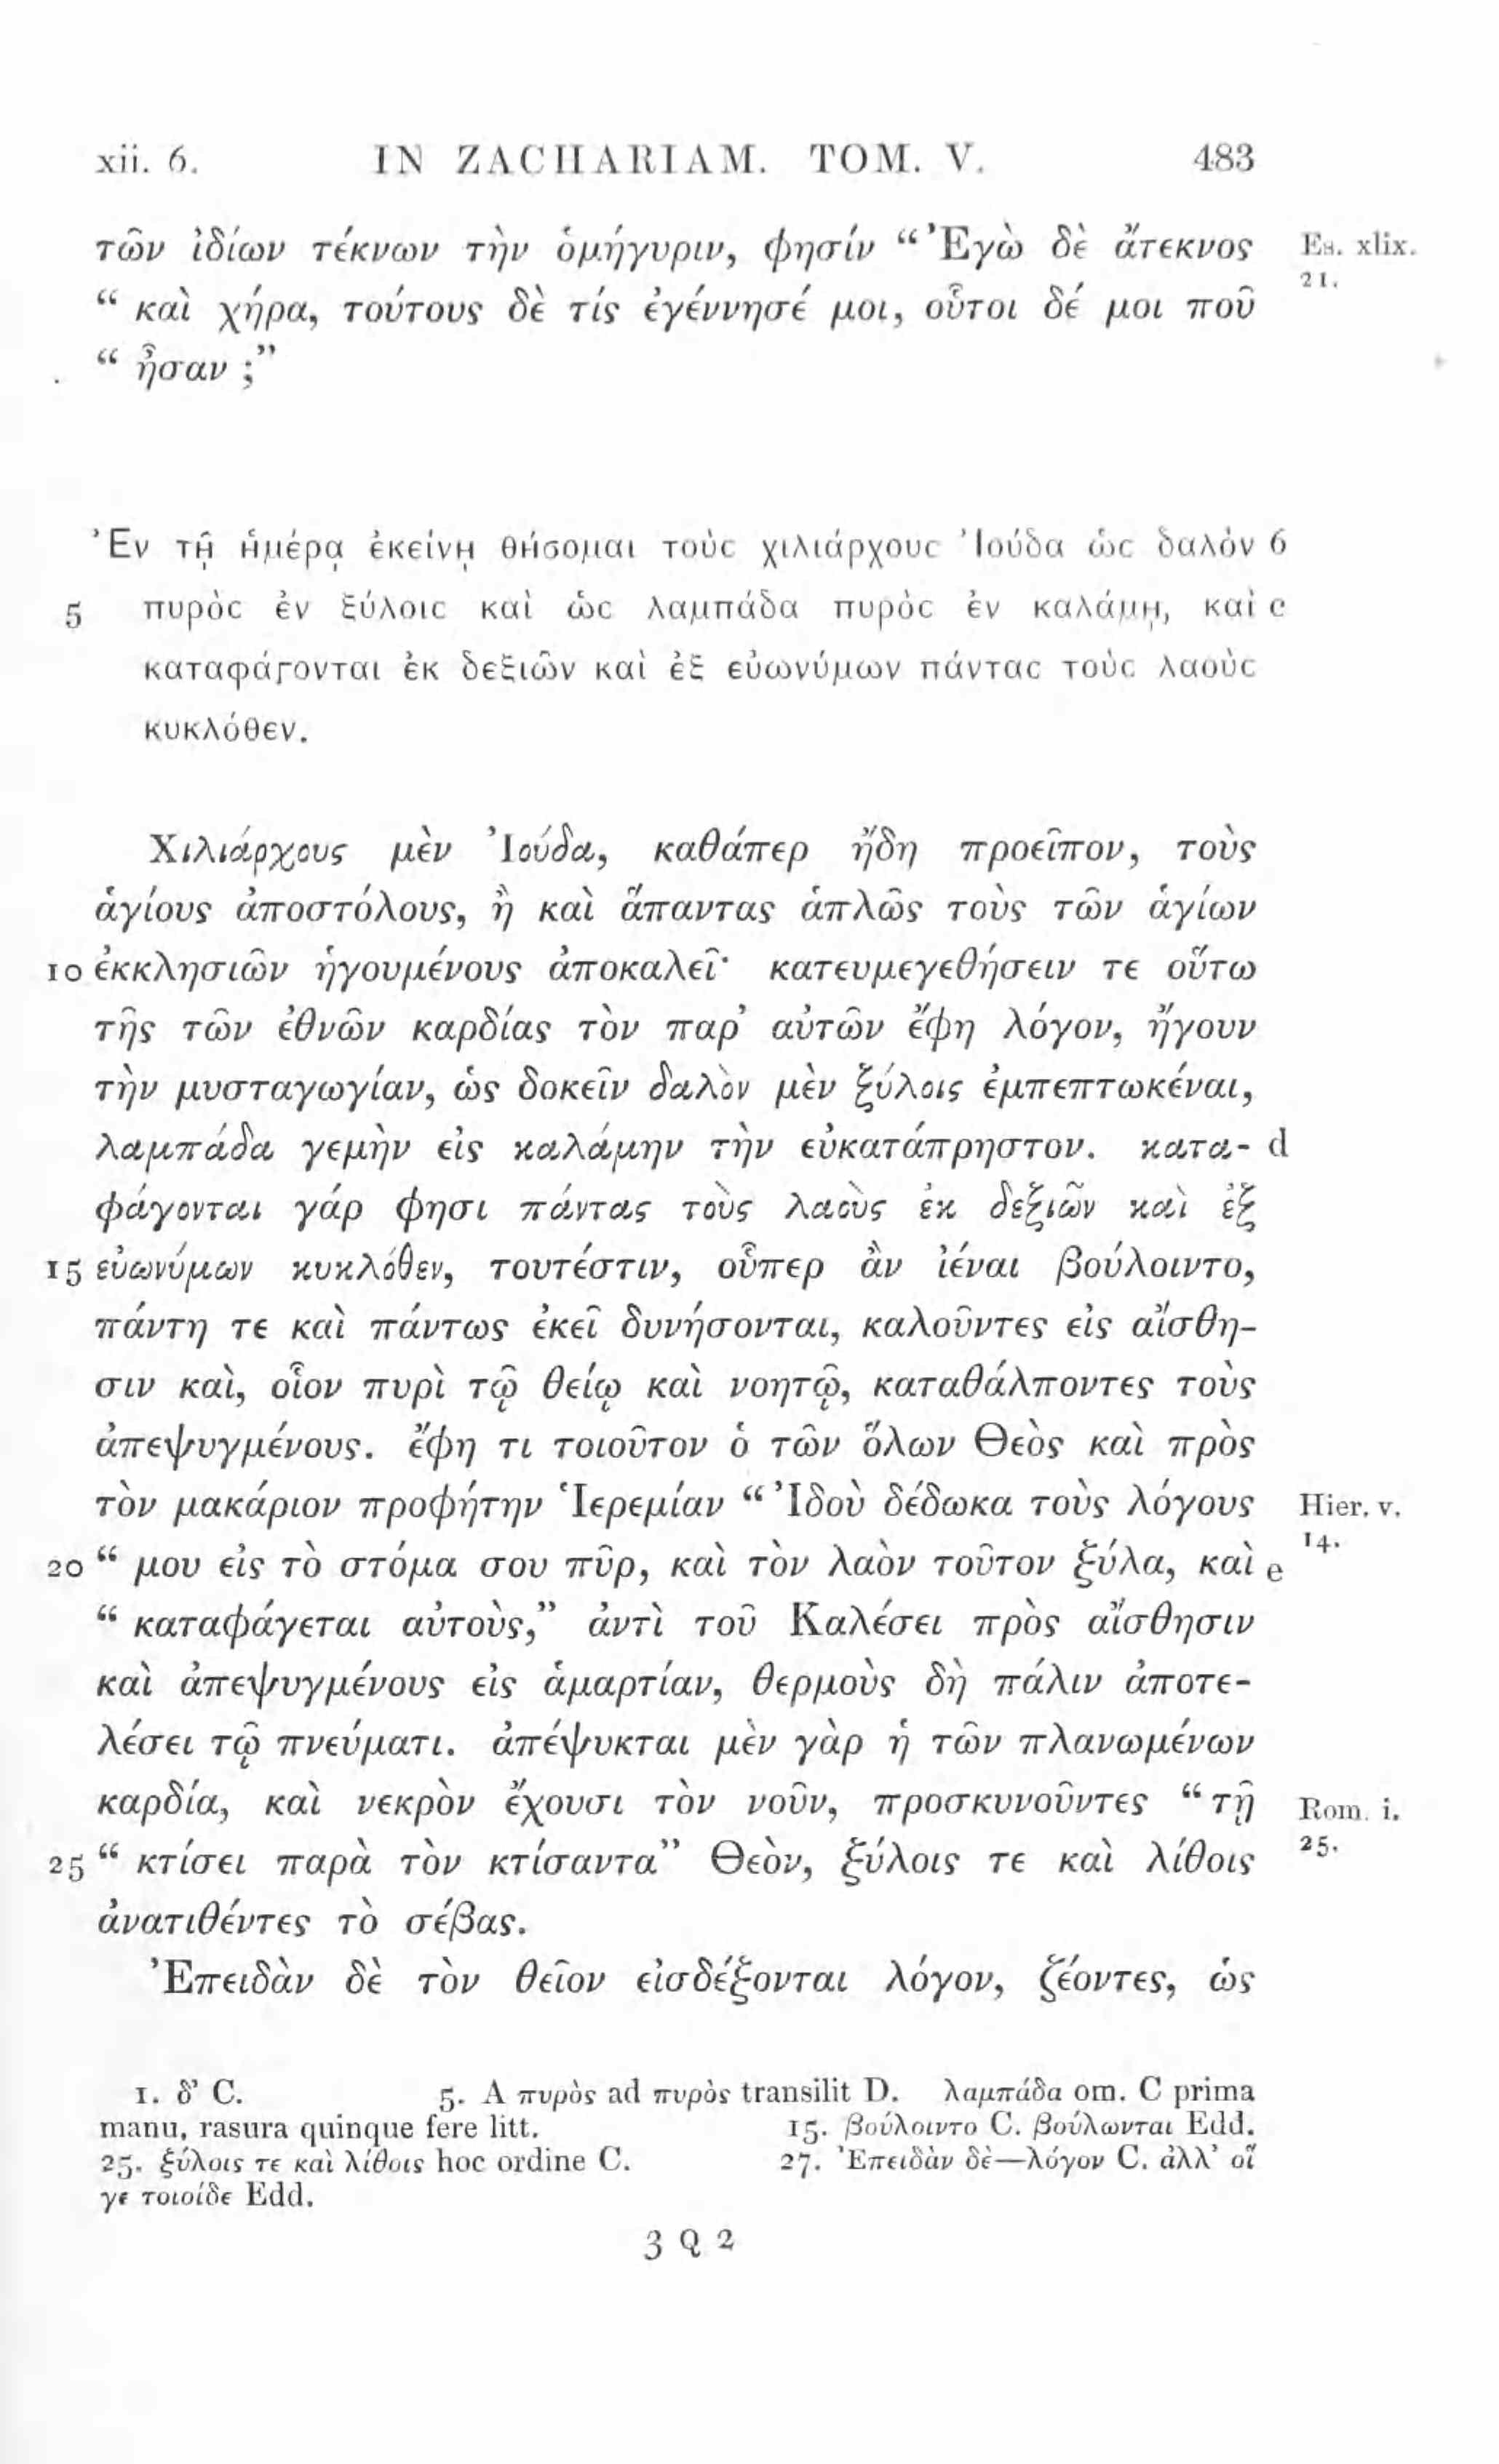 xii. 6. IN ZACHARIAM. TOM. V. 483
τῶν ἰδίων τέκνων τὴν ὁμήγυριν, φησίν “Ἐγὼ δὲ ἄτεκνος Es. xlix. 21.
“ καὶ χήρα, τούτους δὲ τίς ἐγέννησέ μοι, οὗτοι δέ μοι ποῦ
“ ἦσαν ;”
Ἐν τῇ ἡμέρᾳ ἐκείνῃ θήσομαι τοὺς χιλιάρχους Ἰούδα ὡς δαλὸν 6
5 πυρὸς ἐν ξύλοις καὶ ὡς λαμπάδα πυρὸς ἐν καλάμῃ, καὶ c
καταφάγονται ἐκ δεξιῶν καὶ ἐξ εὐωνύμων πάντας τοὺς λαοὺς
κυκλόθεν.
Χιλιάρχους μὲν Ἰούδα, καθάπερ ἤδη προεῖπον, τοὺς
ἁγίους ἀποστόλους, ἢ καὶ ἅπαντας ἁπλῶς τοὺς τῶν ἁγίων
10 ἐκκλησιῶν ἡγουμένους ἀποκαλεῖ· κατευμεγεθήσειν τε οὕτω
τῆς τῶν ἐθνῶν καρδίας τὸν παρ’ αὐτῶν ἔφη λόγον, ἤγουν
τὴν μυσταγωγίαν, ὡς δοκεῖν δαλὸν μὲν ξύλοις ἐμπεπτωκέναι,
λαμπάδα γεμὴν εἰς καλάμην τὴν εὐκατάπρηστον. κατα- d
φάγονται γάρ φησι πάντας τοὺς λαοὺς ἐκ δεξιῶν καὶ ἐξ
15 εὐωνύμων κυκλόθεν, τουτέστιν, οὗπερ ἂν ἰέναι βούλοιντο,
πάντη τε καὶ πάντως ἐκεῖ δυνήσονται, καλοῦντες εἰς αἴσθη-
σιν καὶ, οἷον πυρὶ τῷ θείῳ καὶ νοητῷ, καταθάλποντες τοὺς
ἀπεψυγμένους. ἔφη τι τοιοῦτον ὁ τῶν ὅλων Θεὸς καὶ πρὸς
τὸν μακάριον προφήτην Ἱερεμίαν “Ἰδοὺ δέδωκα τοὺς λόγους Hier. v. 14.
20 “ μου εἰς τὸ στόμα σου πῦρ, καὶ τὸν λαὸν τοῦτον ξύλα, καὶ e
“ καταφάγεται αὐτοὺς,” ἀντὶ τοῦ Καλέσει πρὸς αἴσθησιν
καὶ ἀπεψυγμένους εἰς ἁμαρτίαν, θερμοὺς δὴ πάλιν ἀποτε-
λέσει τῷ πνεύματι. ἀπέψυκται μὲν γὰρ ἡ τῶν πλανωμένων
καρδία, καὶ νεκρὸν ἔχουσι τὸν νοῦν, προσκυνοῦντες “τῇ Rom. i. 25.
25 “ κτίσει παρὰ τὸν κτίσαντα” Θεὸν, ξύλοις τε καὶ λίθοις
ἀνατιθέντες τὸ σέβας.
Ἐπειδὰν δὲ τὸν θεῖον εἰσδέξονται λόγον, ζέοντες, ὡς
1. δ’ C. 5. A πυρὸς ad πυρὸς transilit D. λαμπάδα om. C prima
manu, rasura quinque fere litt. 15. βούλοιντο C. βούλωνται Edd.
25. ξύλοις τε καὶ λίθοις hoc ordine C. 27. Ἐπειδὰν δὲ—λόγον C. ἀλλ’ οἵ
γε τοιοίδε Edd.
3 Q 2